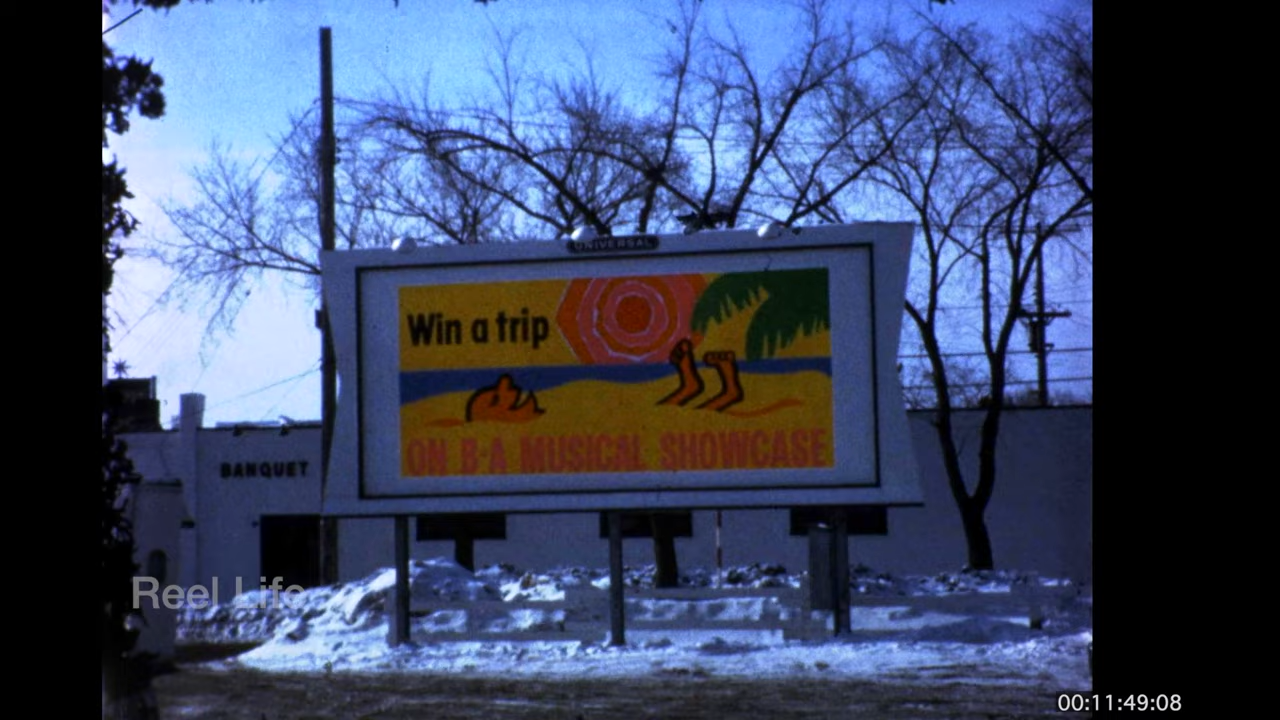 UNIVERSAL
Win a trip
ON B-A MUSICAL SHOWCASE
BANQUET
Reel Life
00:11:49:08